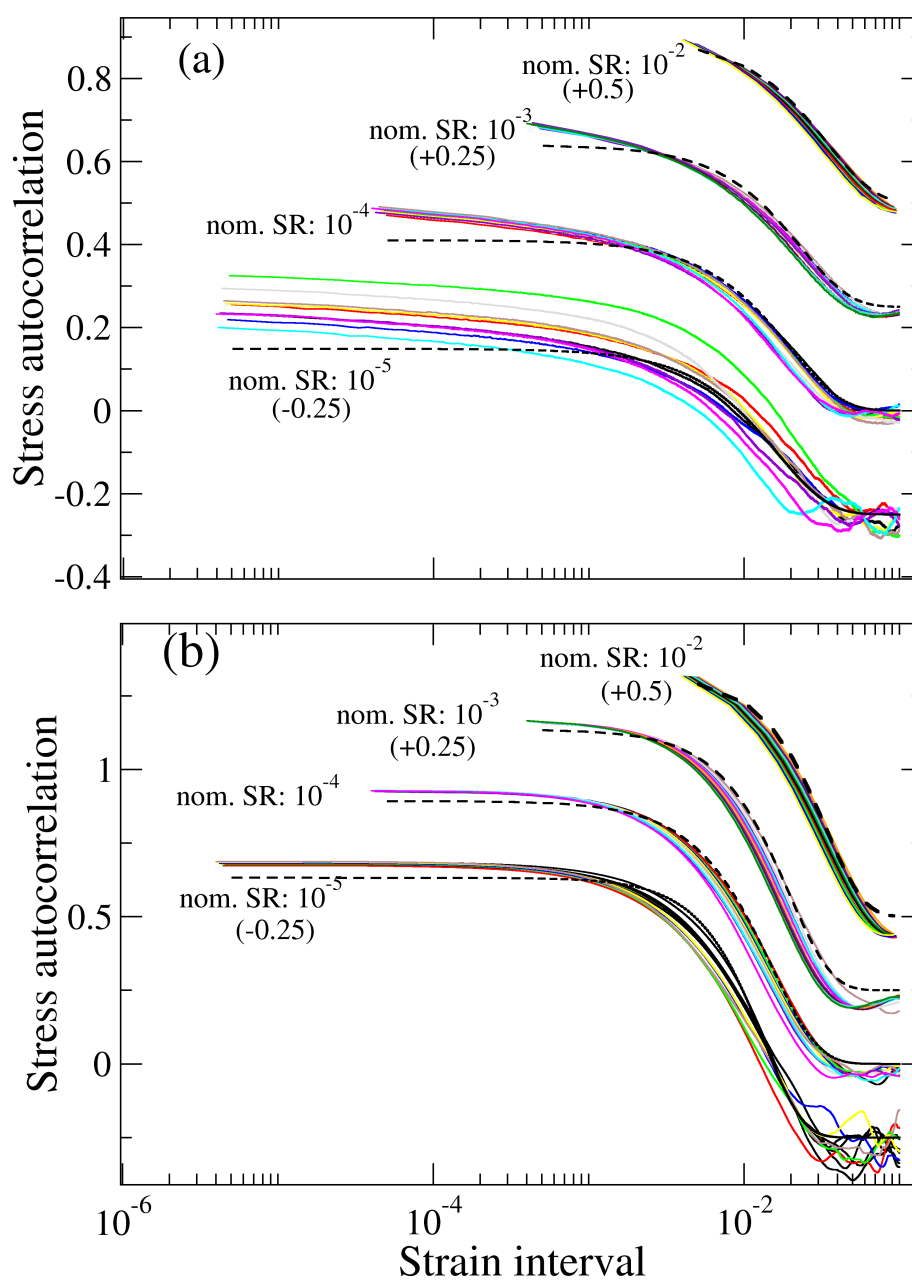 (a)
nom. SR: 10^-2
(+0.5)
nom. SR: 10^-3
(+0.25)
nom. SR: 10^-4
nom. SR: 10^-5
(-0.25)
0.8
0.6
0.4
0.2
0
-0.2
-0.4
Stress autocorrelation
(b)
nom. SR: 10^-2
(+0.5)
nom. SR: 10^-3
(+0.25)
nom. SR: 10^-4
nom. SR: 10^-5
(-0.25)
1
0.5
0
Stress autocorrelation
10^-6 10^-4 10^-2
Strain interval